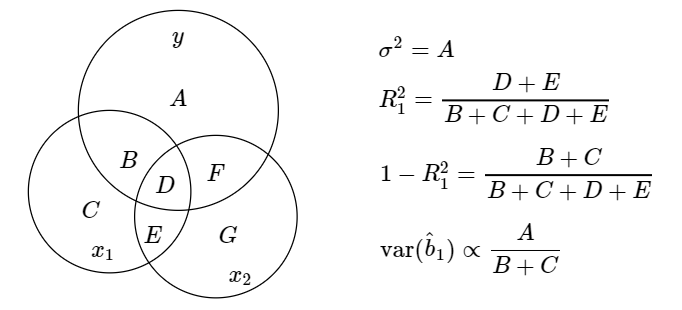 y
A
B
D
F
C
E
G
x₁
x₂
σ² = A
R₁² = (D + E) / (B + C + D + E)
1 − R₁² = (B + C) / (B + C + D + E)
var(b̂₁) ∝ A / (B + C)